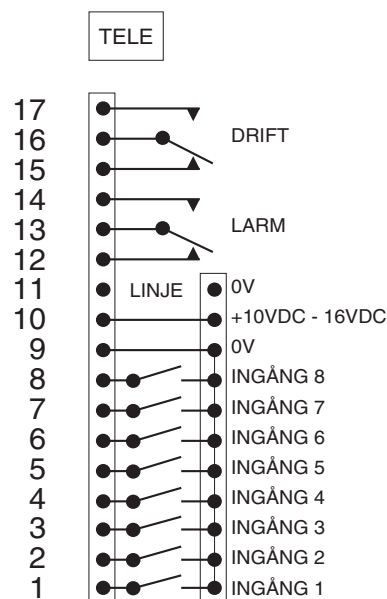 TELE
17
16 DRIFT
15
14
13 LARM
12
11 LINJE 0V
10 +10VDC - 16VDC
9 0V
8 INGÅNG 8
7 INGÅNG 7
6 INGÅNG 6
5 INGÅNG 5
4 INGÅNG 4
3 INGÅNG 3
2 INGÅNG 2
1 INGÅNG 1